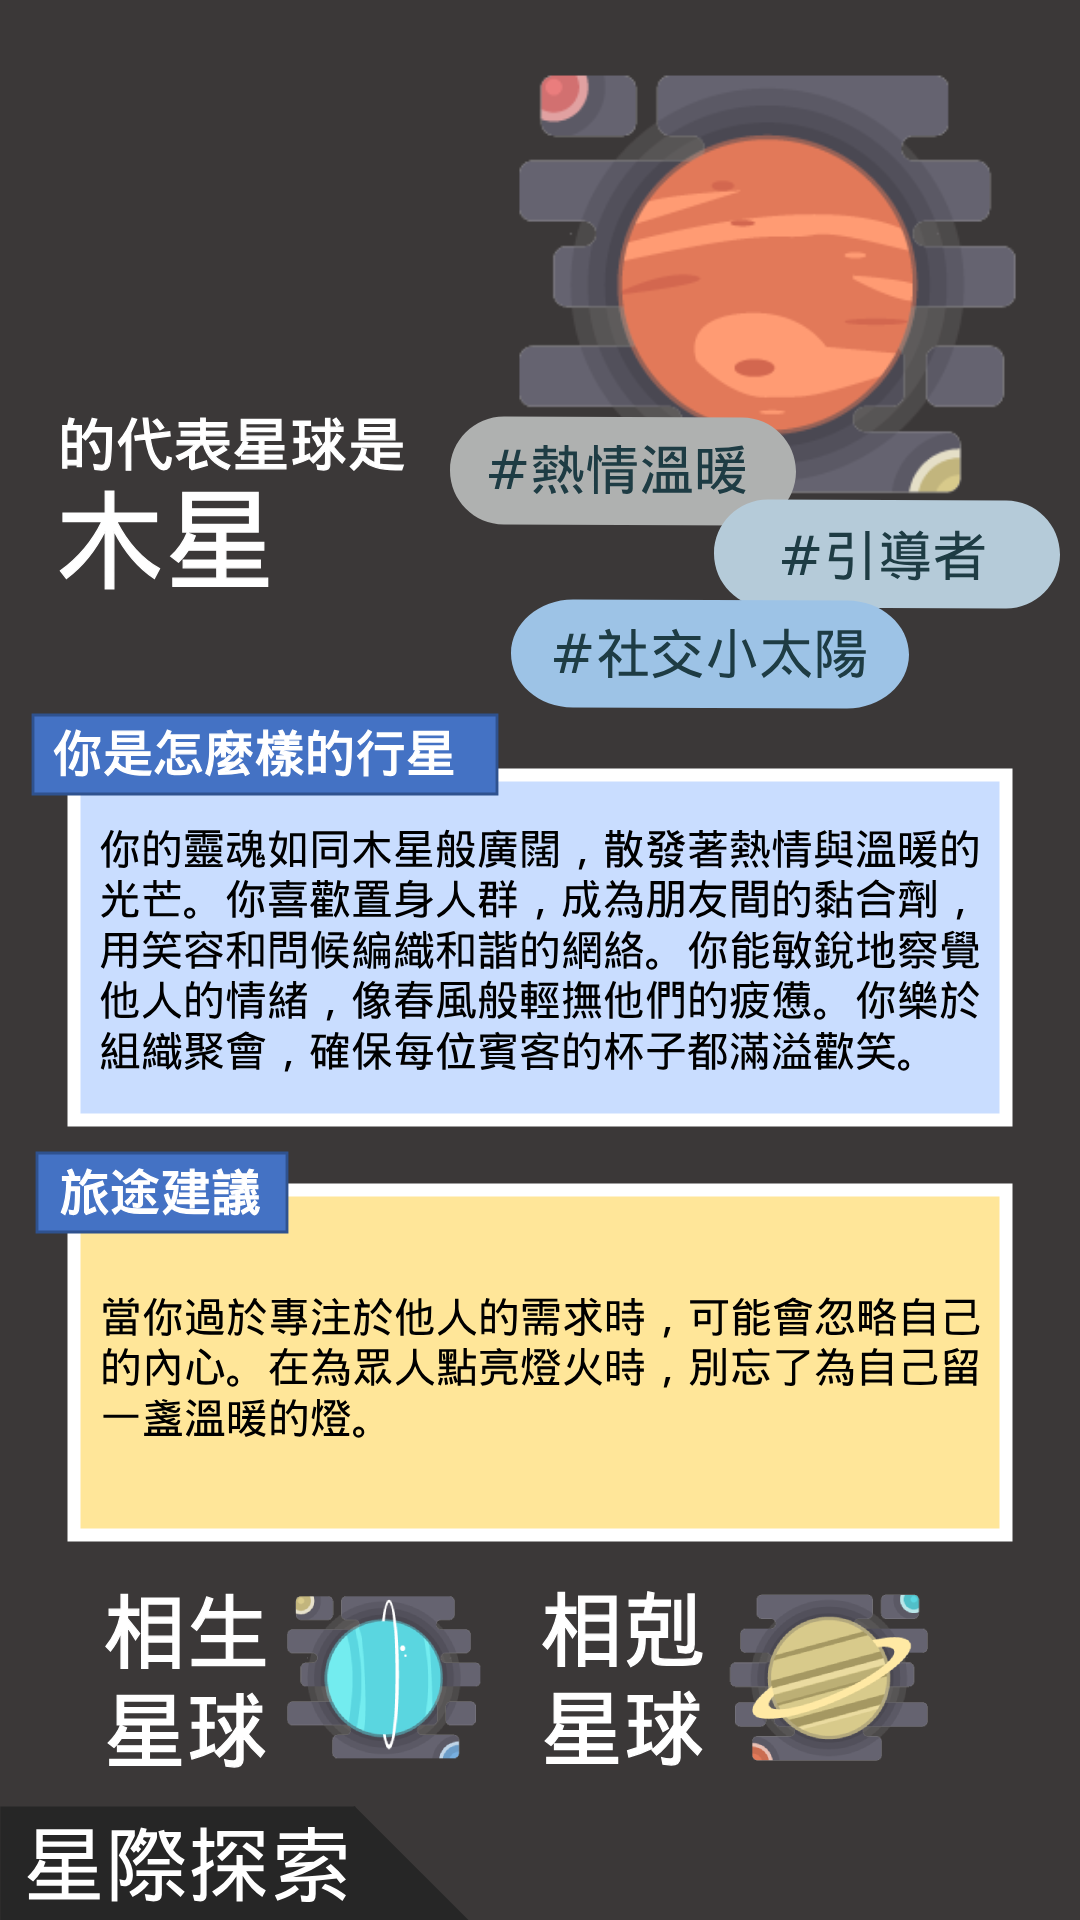 的代表星球是
木星
#熱情溫暖
#引導者
#社交小太陽
你是怎麼樣的行星
你的靈魂如同木星般廣闊，散發著熱情與溫暖的
光芒。你喜歡置身人群，成為朋友間的黏合劑，
用笑容和問候編織和諧的網絡。你能敏銳地察覺
他人的情緒，像春風般輕撫他們的疲憊。你樂於
組織聚會，確保每位賓客的杯子都滿溢歡笑。
旅途建議
當你過於專注於他人的需求時，可能會忽略自己
的內心。在為眾人點亮燈火時，別忘了為自己留
一盞溫暖的燈。
相生
星球
相剋
星球
星際探索